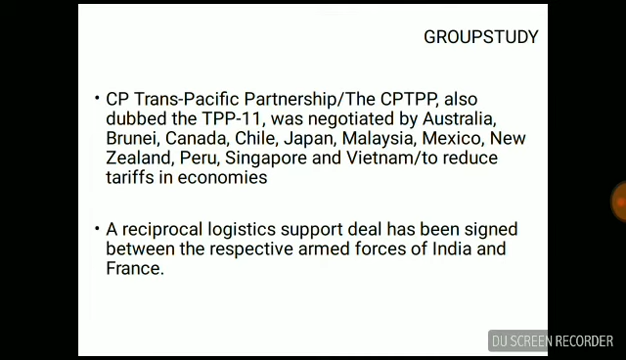 GROUPSTUDY
• CP Trans-Pacific Partnership/The CPTPP, also
dubbed the TPP-11, was negotiated by Australia,
Brunei, Canada, Chile, Japan, Malaysia, Mexico, New
Zealand, Peru, Singapore and Vietnam/to reduce
tariffs in economies
• A reciprocal logistics support deal has been signed
between the respective armed forces of India and
France.
DU SCREEN RECORDER